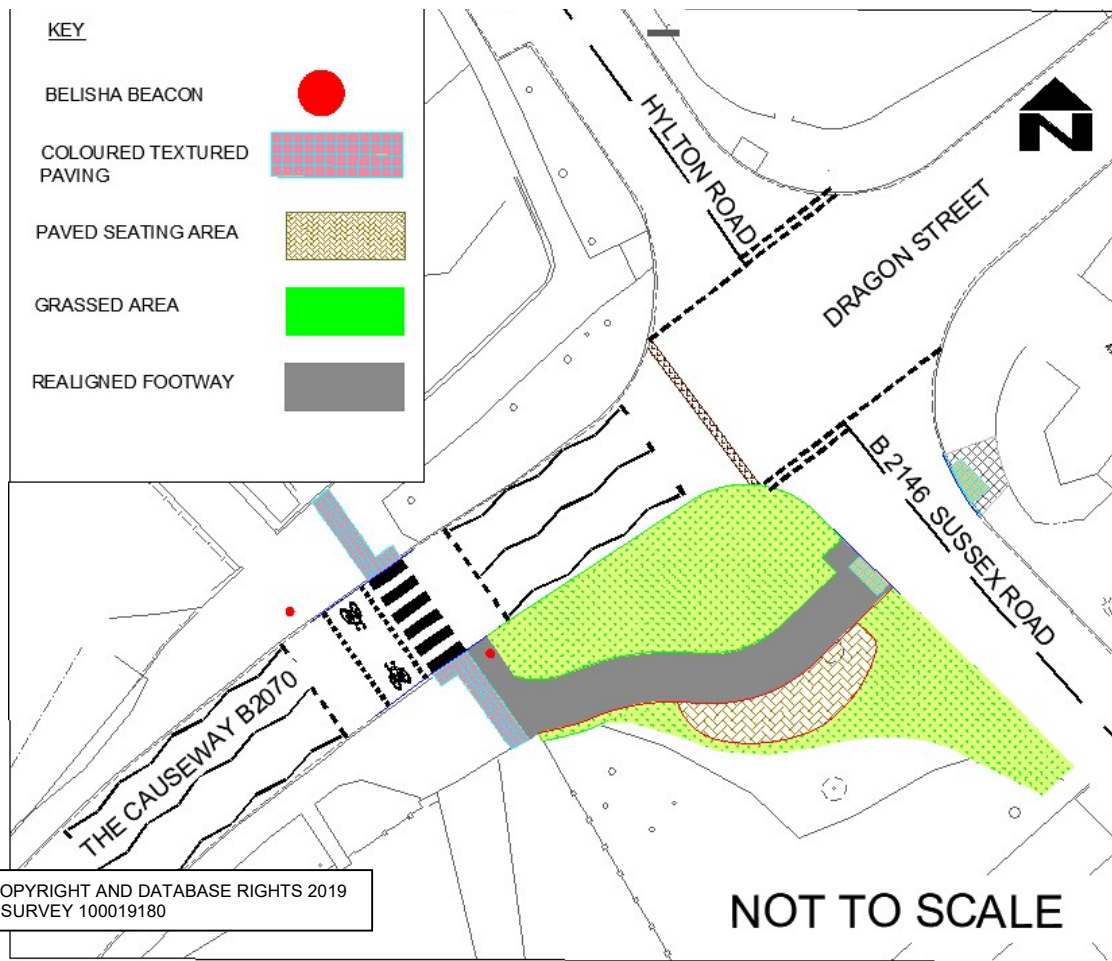 KEY
BELISHA BEACON
COLOURED TEXTURED
PAVING
PAVED SEATING AREA
GRASSED AREA
REALIGNED FOOTWAY
N
HYLTON ROAD
DRAGON STREET
B 2146 SUSSEX ROAD
THE CAUSEWAY B2070
OPYRIGHT AND DATABASE RIGHTS 2019
SURVEY 100019180
NOT TO SCALE